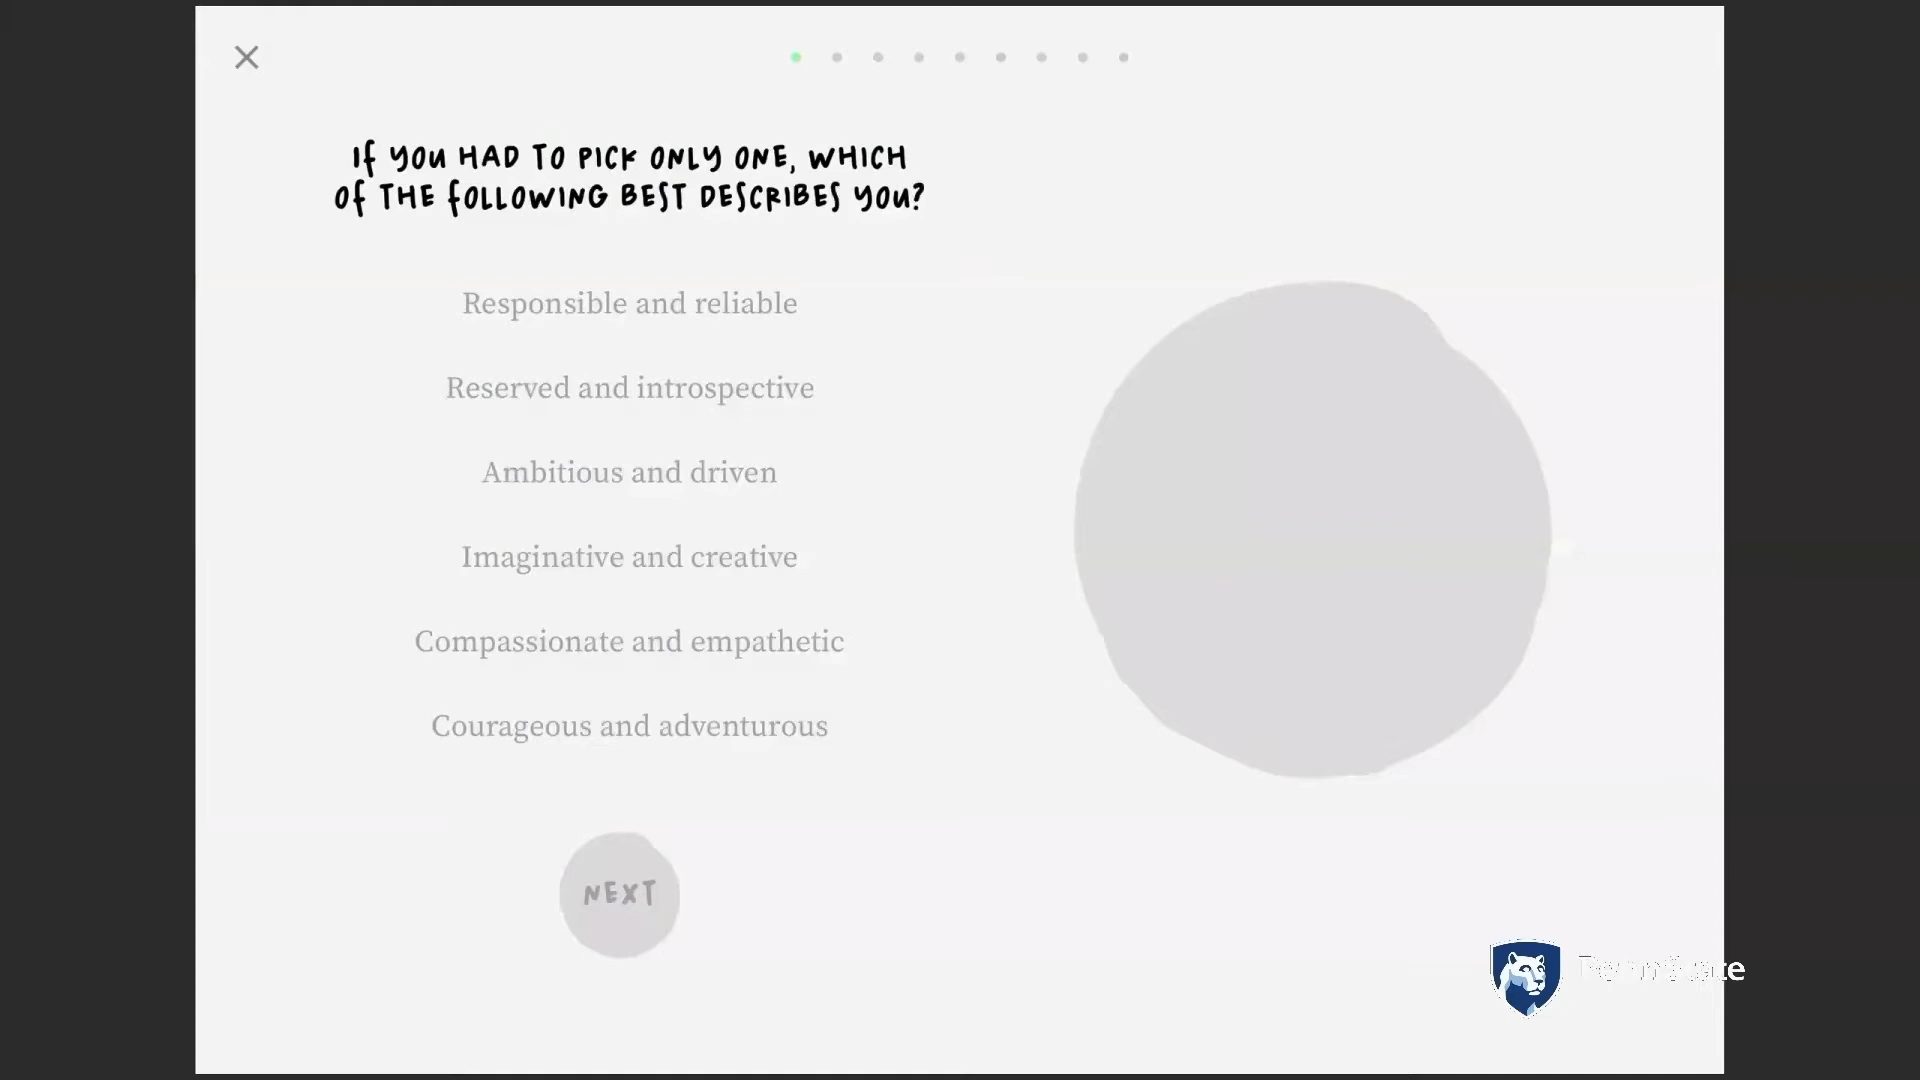 If you HAD TO PICK ONLY ONE, WHICH
Of THE fOLLOWING BEST DESCRIBES you?
Responsible and reliable
Reserved and introspective
Ambitious and driven
Imaginative and creative
Compassionate and empathetic
Courageous and adventurous
NEXT
PennState